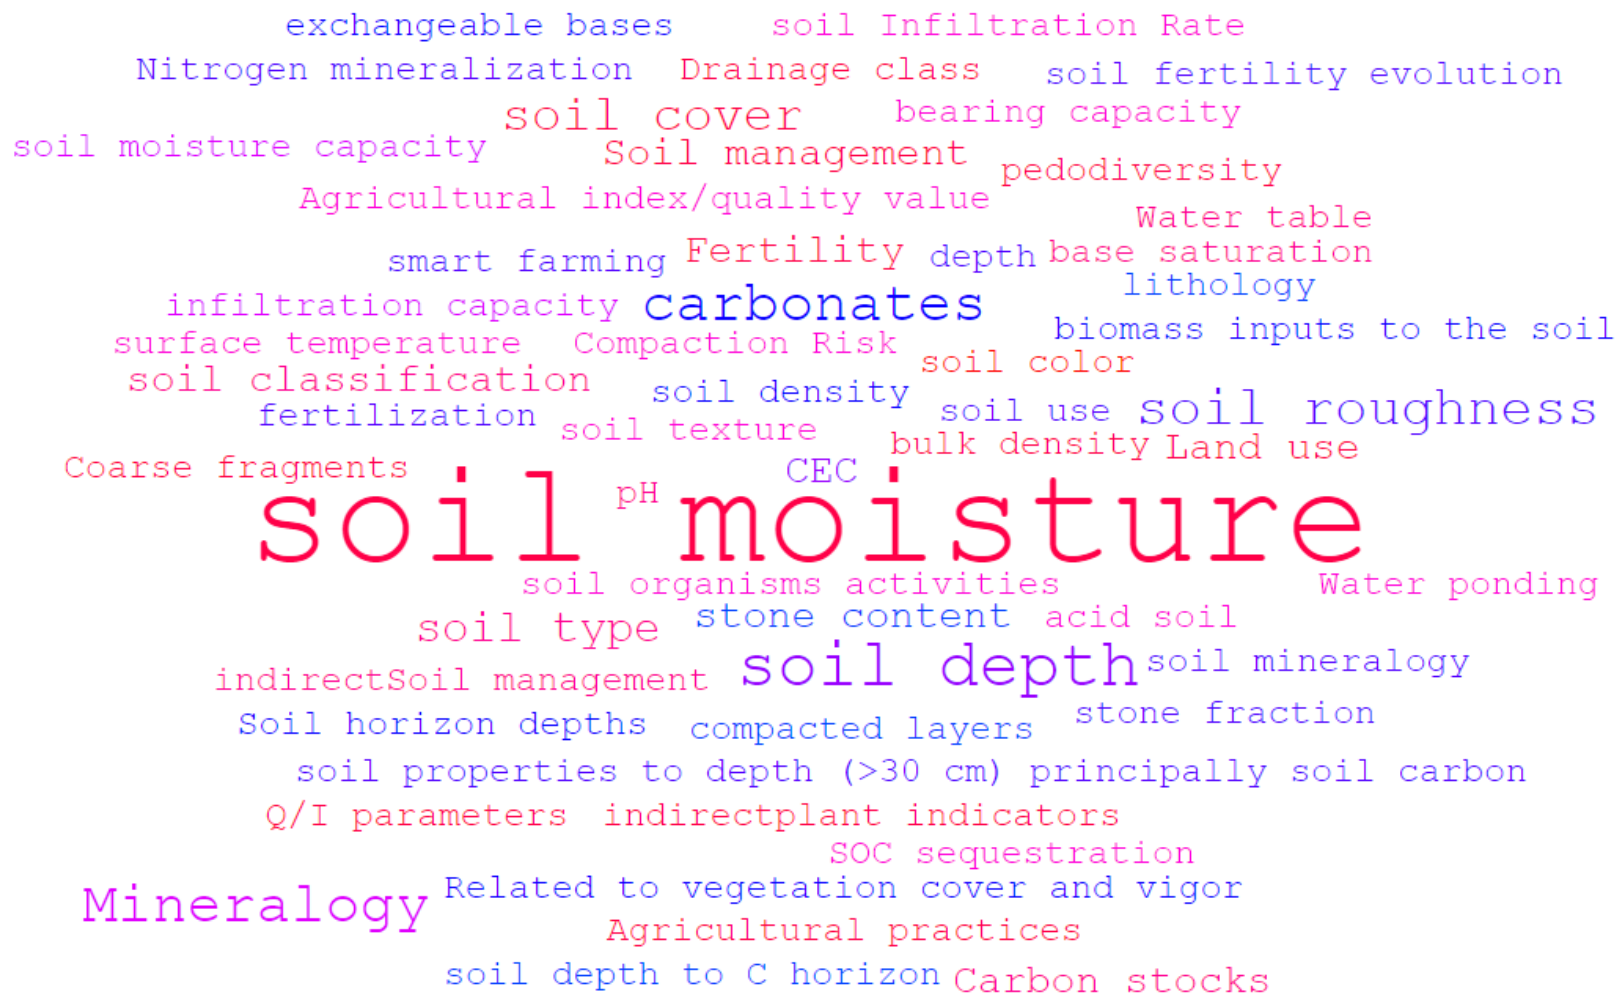 exchangeable bases soil Infiltration Rate
Nitrogen mineralization Drainage class soil fertility evolution
soil cover bearing capacity
soil moisture capacity Soil management pedodiversity
Agricultural index/quality value Water table
smart farming Fertility depth base saturation
infiltration capacity carbonates lithology
surface temperature Compaction Risk biomass inputs to the soil
soil classification soil density soil color
fertilization soil texture soil use soil roughness
Coarse fragments CEC bulk density Land use
pH
soil moisture
soil organisms activities Water ponding
soil type stone content acid soil
indirectSoil management soil depth soil mineralogy
Soil horizon depths compacted layers stone fraction
soil properties to depth (>30 cm) principally soil carbon
Q/I parameters indirectplant indicators
SOC sequestration
Mineralogy Related to vegetation cover and vigor
Agricultural practices
soil depth to C horizon Carbon stocks